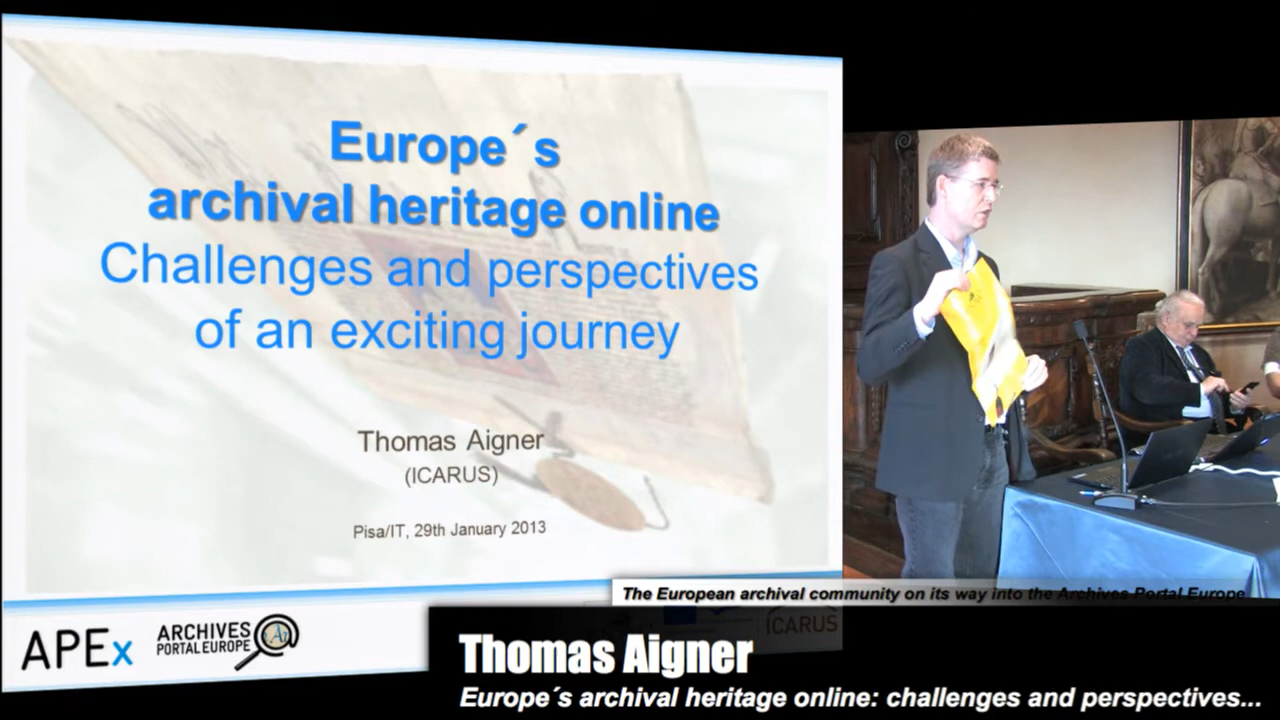 Europe´s
archival heritage online
Challenges and perspectives
of an exciting journey
Thomas Aigner
(ICARUS)
Pisa/IT, 29th January 2013
APEx
ARCHIVES
PORTAL EUROPE
ICARUS
The European archival community on its way into the Archives Portal Europe
Thomas Aigner
Europe´s archival heritage online: challenges and perspectives...